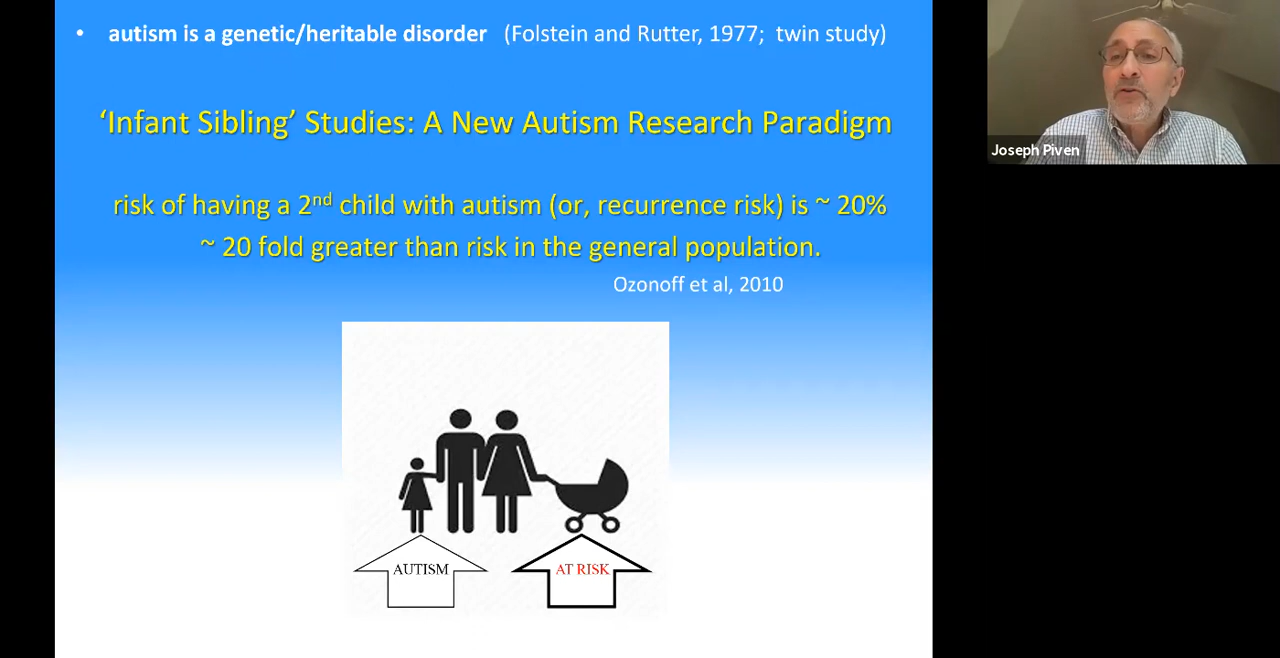 • autism is a genetic/heritable disorder (Folstein and Rutter, 1977; twin study)
‘Infant Sibling’ Studies: A New Autism Research Paradigm
risk of having a 2nd child with autism (or, recurrence risk) is ~ 20%
~ 20 fold greater than risk in the general population.
Ozonoff et al, 2010
AUTISM
AT RISK
Joseph Piven